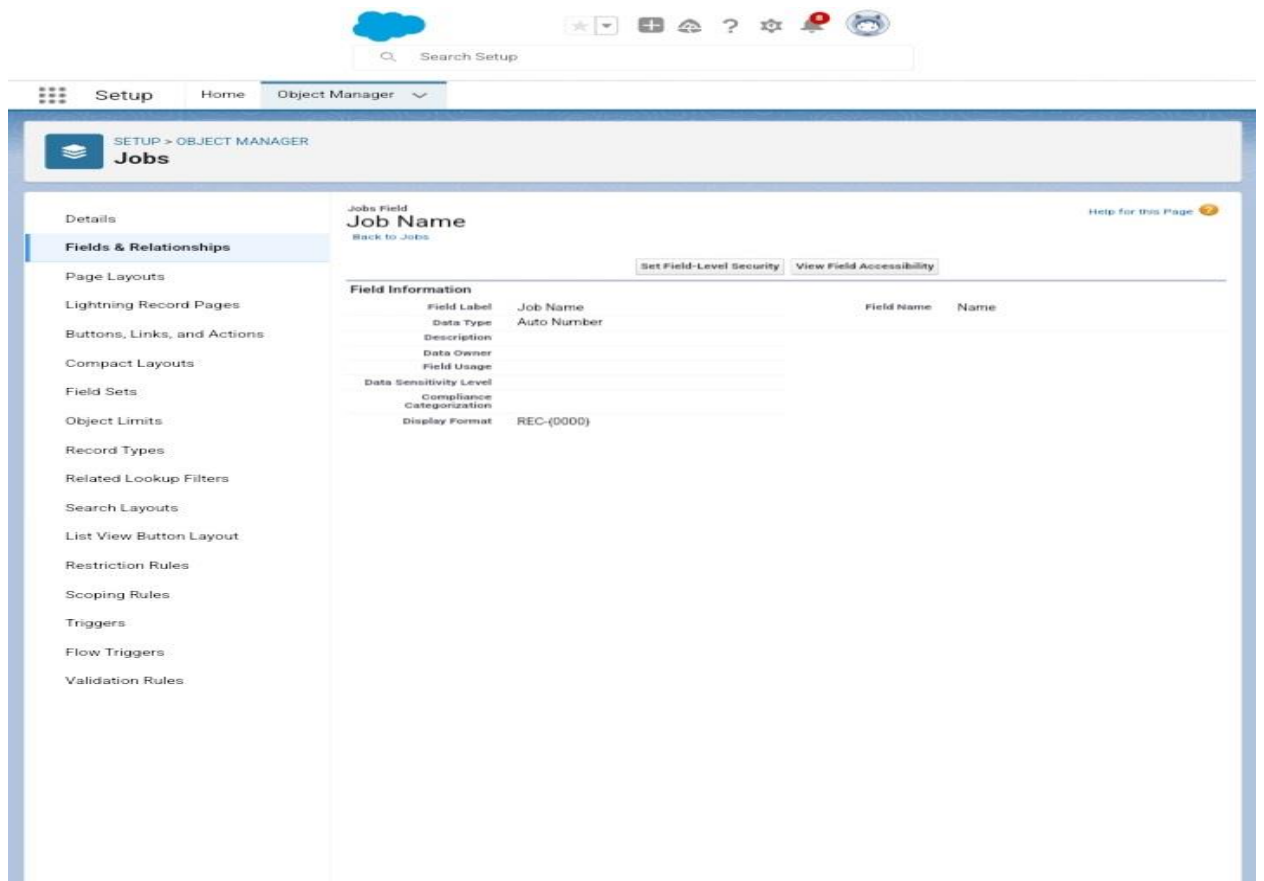 Search Setup
Setup Home Object Manager
SETUP > OBJECT MANAGER
Jobs
Details
Fields & Relationships
Page Layouts
Lightning Record Pages
Buttons, Links, and Actions
Compact Layouts
Field Sets
Object Limits
Record Types
Related Lookup Filters
Search Layouts
List View Button Layout
Restriction Rules
Scoping Rules
Triggers
Flow Triggers
Validation Rules
Jobs Field
Job Name
Back to Jobs
Help for this Page ?
Set Field-Level Security View Field Accessibility
Field Information
Field Label Job Name Field Name Name
Data Type Auto Number
Description
Data Owner
Field Usage
Data Sensitivity Level
Compliance
Categorization
Display Format REC-(0000)